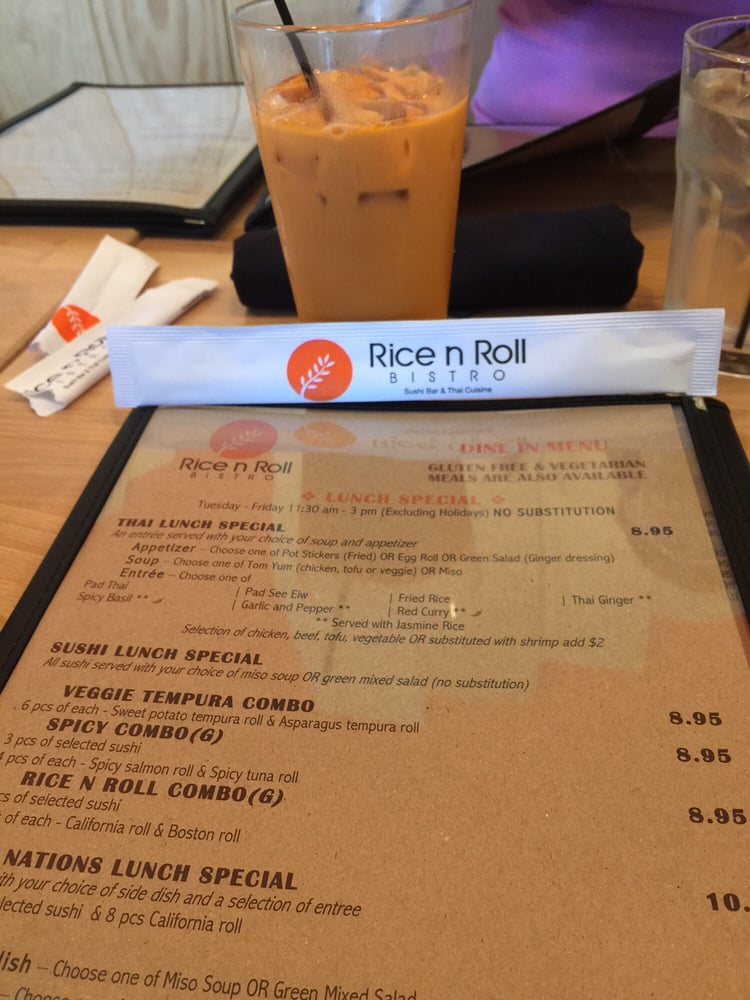 Rice n Roll
BISTRO
Sushi Bar & Thai Cuisine
DINE IN MENU
Rice n Roll
BISTRO
GLUTEN FREE & VEGETARIAN
MEALS ARE ALSO AVAILABLE
LUNCH SPECIAL
Tuesday - Friday 11:30 am - 3 pm (Excluding Holidays) NO SUBSTITUTION
THAI LUNCH SPECIAL 8.95
An entrée served with your choice of soup and appetizer
Appetizer – Choose one of Pot Stickers (Fried) OR Egg Roll OR Green Salad (Ginger dressing)
Soup – Choose one of Tom Yum (chicken, tofu or veggie) OR Miso
Entrée – Choose one of
Pad Thai | Pad See Eiw | Fried Rice | Thai Ginger **
Spicy Basil ** | Garlic and Pepper ** | Red Curry **
** Served with Jasmine Rice
Selection of chicken, beef, tofu, vegetable OR substituted with shrimp add $2
SUSHI LUNCH SPECIAL
All sushi served with your choice of miso soup OR green mixed salad (no substitution)
VEGGIE TEMPURA COMBO 8.95
6 pcs of each - Sweet potato tempura roll & Asparagus tempura roll
SPICY COMBO(G) 8.95
3 pcs of selected sushi
4 pcs of each - Spicy salmon roll & Spicy tuna roll
RICE N ROLL COMBO(G) 8.95
cs of selected sushi
of each - California roll & Boston roll
NATIONS LUNCH SPECIAL 10.
ith your choice of side dish and a selection of entree
lected sushi & 8 pcs California roll
lish – Choose one of Miso Soup OR Green Mixed Salad